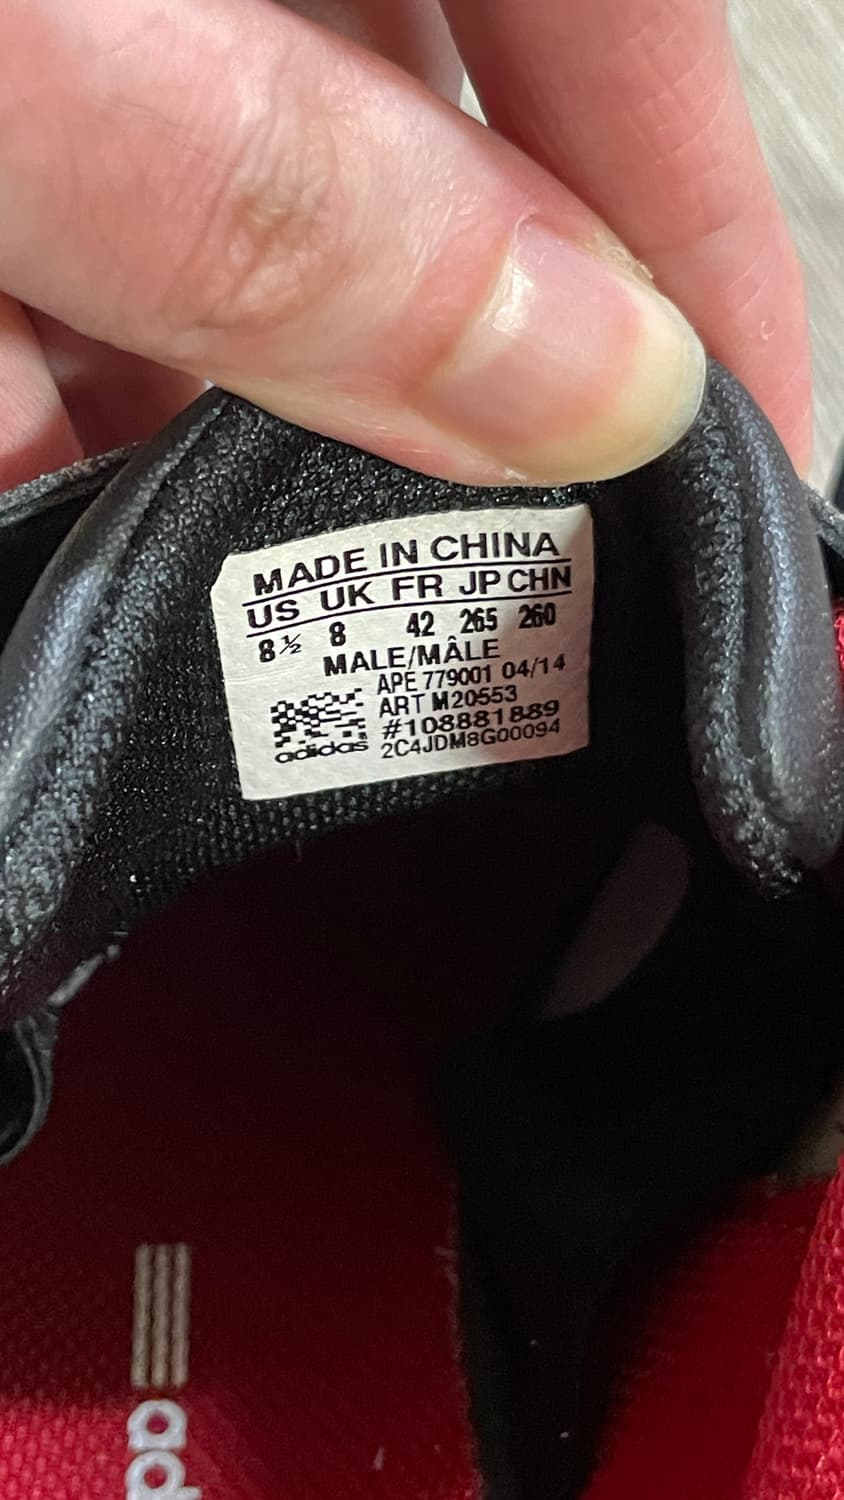 MADE IN CHINA
US UK FR JP CHN
8½ 8 42 265 260
MALE/MÂLE
APE 779001 04/14
ART M20553
#108881889
adidas 2C4JDM8G00094
ad